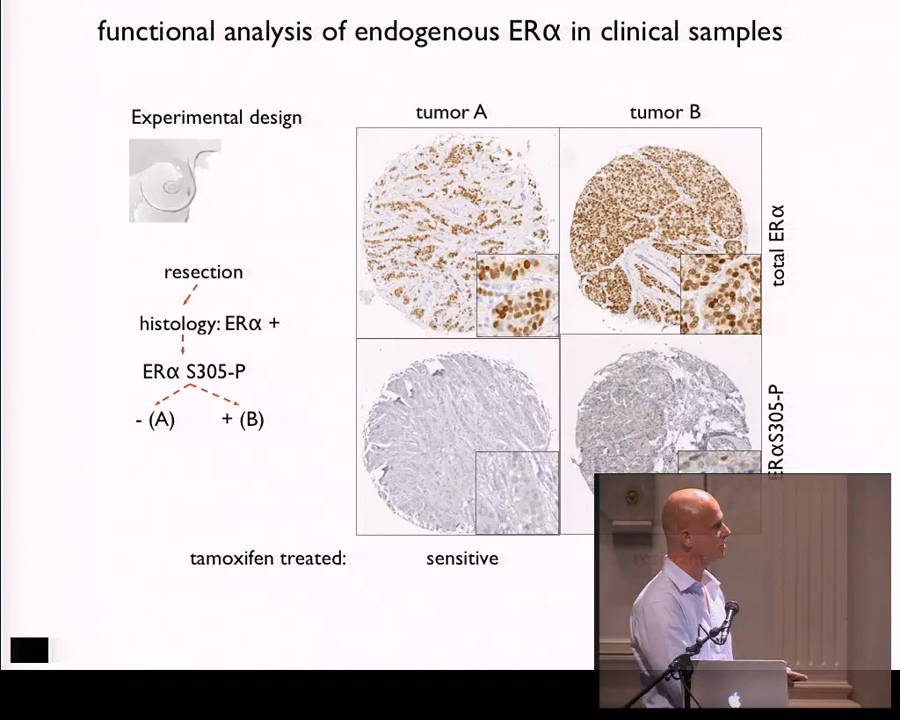 functional analysis of endogenous ERα in clinical samples
Experimental design
tumor A
tumor B
total ERα
resection
histology: ERα +
ERα S305-P
- (A)
+ (B)
ERαS305-P
tamoxifen treated:
sensitive
resistant